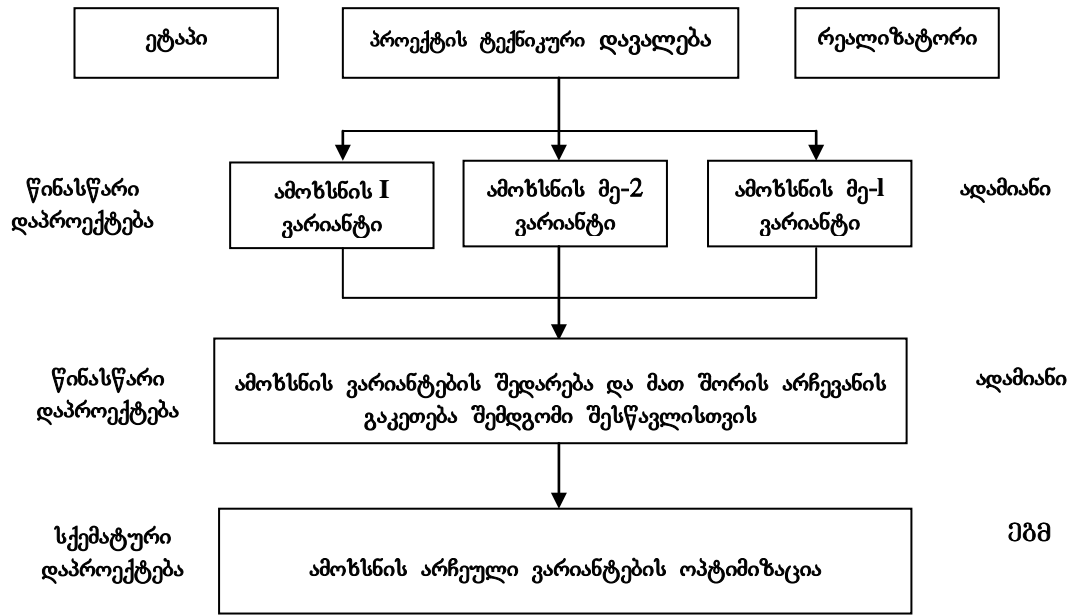 ეტაპი
პროექტის ტექნიკური დავალება
რეალიზატორი
წინასწარი
დაპროექტება
ამოხსნის I
ვარიანტი
ამოხსნის მე-2
ვარიანტი
ამოხსნის მე-l
ვარიანტი
ადამიანი
წინასწარი
დაპროექტება
ამოხსნის ვარიანტების შედარება და მათ შორის არჩევანის
გაკეთება შემდგომი შესწავლისთვის
ადამიანი
სქემატური
დაპროექტება
ამოხსნის არჩეული ვარიანტების ოპტიმიზაცია
ეგმ